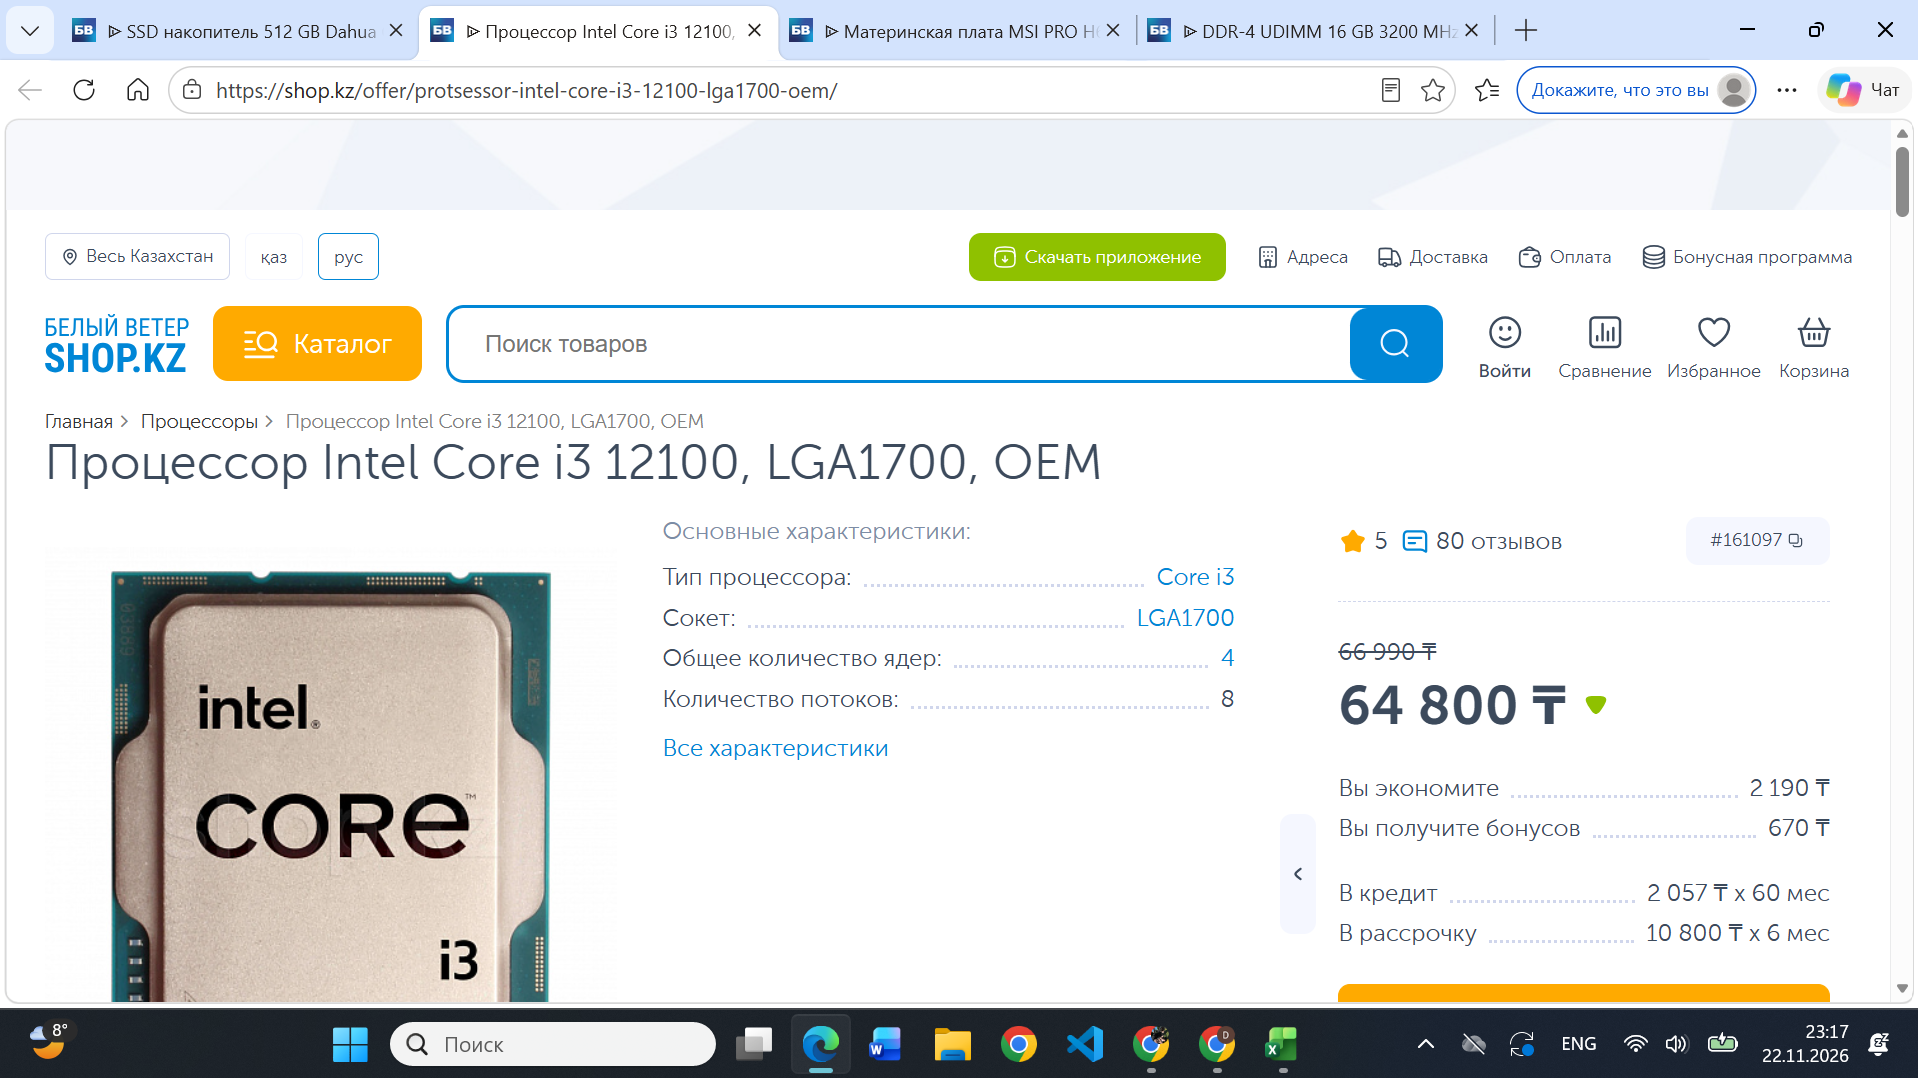 SSD накопитель 512 GB Dahua
Процессор Intel Core i3 12100,
Материнская плата MSI PRO H6
DDR-4 UDIMM 16 GB 3200 MHz
https://shop.kz/offer/protsessor-intel-core-i3-12100-lga1700-oem/
Докажите, что это вы
Чат
Весь Казахстан
қаз
рус
Скачать приложение
Адреса
Доставка
Оплата
Бонусная программа
БЕЛЫЙ ВЕТЕР
SHOP.KZ
Каталог
Поиск товаров
Войти
Сравнение
Избранное
Корзина
Главная > Процессоры > Процессор Intel Core i3 12100, LGA1700, OEM
Процессор Intel Core i3 12100, LGA1700, OEM
intel®
CORE™
i3
Основные характеристики:
Тип процессора: Core i3
Сокет: LGA1700
Общее количество ядер: 4
Количество потоков: 8
Все характеристики
5
80 отзывов
#161097
66 990 ₸
64 800 ₸
Вы экономите 2 190 ₸
Вы получите бонусов 670 ₸
В кредит 2 057 ₸ x 60 мес
В рассрочку 10 800 ₸ x 6 мес
8°
Поиск
ENG
23:17
22.11.2026